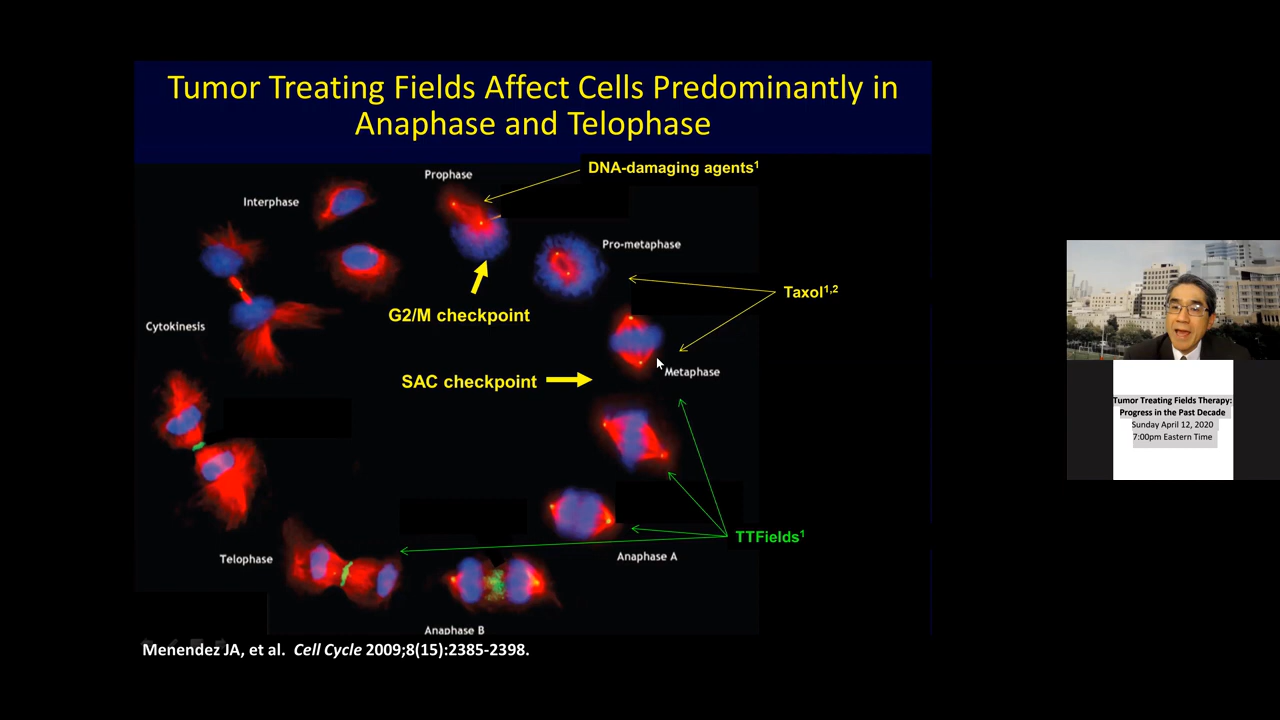 Tumor Treating Fields Affect Cells Predominantly in
Anaphase and Telophase
DNA-damaging agents¹
Prophase
Interphase
Pro-metaphase
Taxol¹,²
G2/M checkpoint
Cytokinesis
Metaphase
SAC checkpoint
TTFields¹
Anaphase A
Telophase
Anaphase B
Menendez JA, et al. Cell Cycle 2009;8(15):2385-2398.
Tumor Treating Fields Therapy:
Progress in the Past Decade
Sunday April 12, 2020
7:00pm Eastern Time